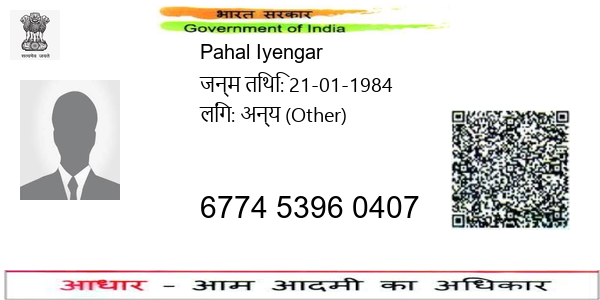 सत्यमेव जयते
भारत सरकार
Government of India
Pahal Iyengar
जन्म तिथि: 21-01-1984
लिंग: अन्य (Other)
6774 5396 0407
आधार - आम आदमी का अधिकार